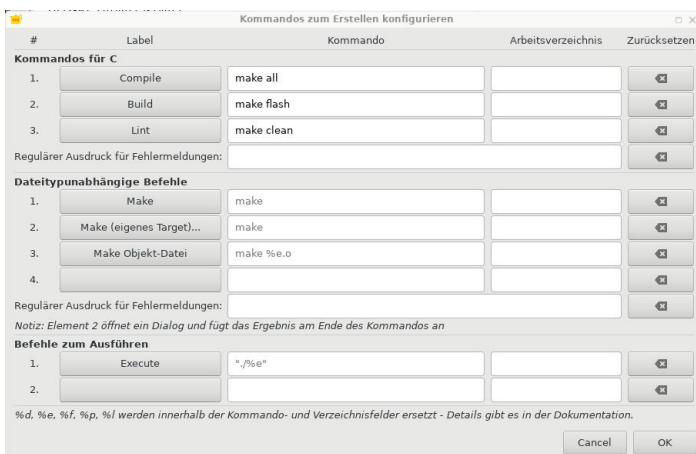 Kommandos zum Erstellen konfigurieren
# Label Kommando Arbeitsverzeichnis Zurücksetzen
Kommandos für C
1. Compile make all
2. Build make flash
3. Lint make clean
Regulärer Ausdruck für Fehlermeldungen:
Dateitypunabhängige Befehle
1. Make make
2. Make (eigenes Target)... make
3. Make Objekt-Datei make %e.o
4.
Regulärer Ausdruck für Fehlermeldungen:
Notiz: Element 2 öffnet ein Dialog und fügt das Ergebnis am Ende des Kommandos an
Befehle zum Ausführen
1. Execute "./%e"
2.
%d, %e, %f, %p, %l werden innerhalb der Kommando- und Verzeichnisfelder ersetzt - Details gibt es in der Dokumentation.
Cancel OK